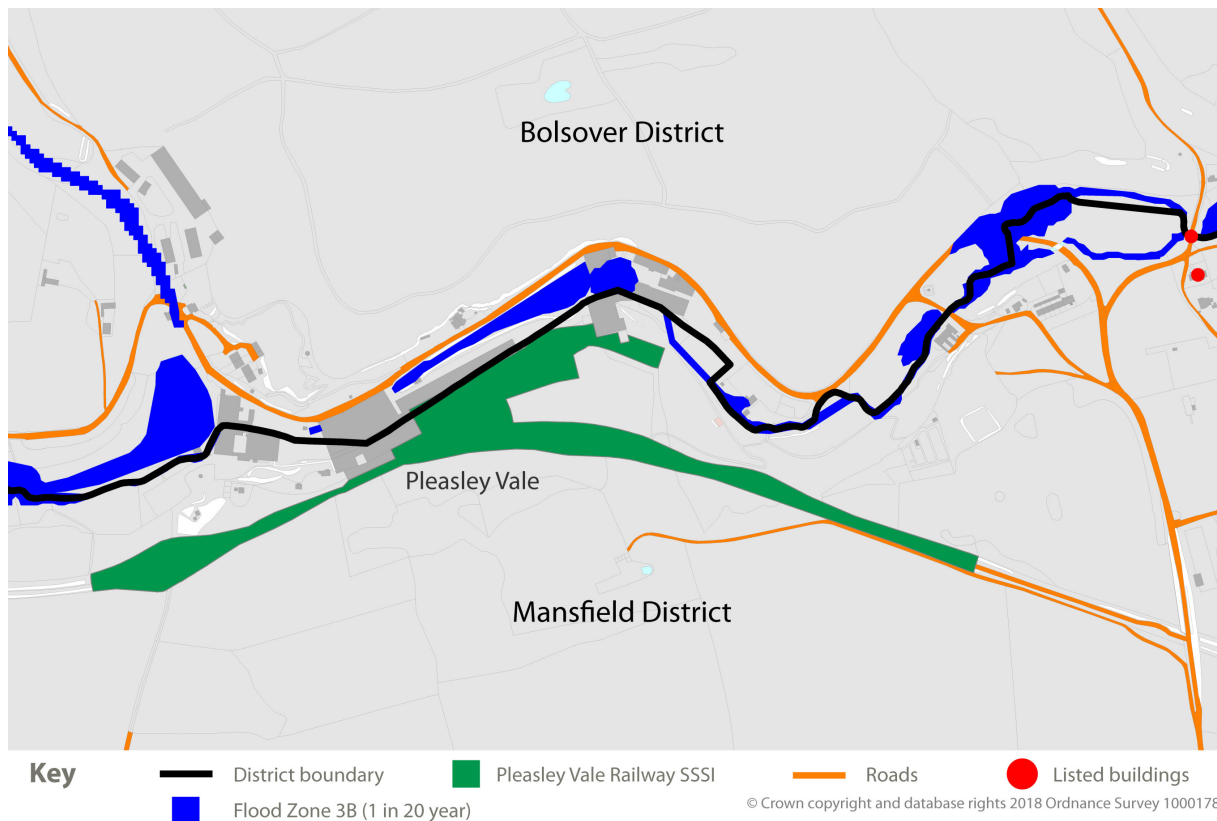 Bolsover District
Pleasley Vale
Mansfield District
Key
District boundary
Pleasley Vale Railway SSSI
Roads
Listed buildings
Flood Zone 3B (1 in 20 year)
© Crown copyright and database rights 2018 Ordnance Survey 1000178